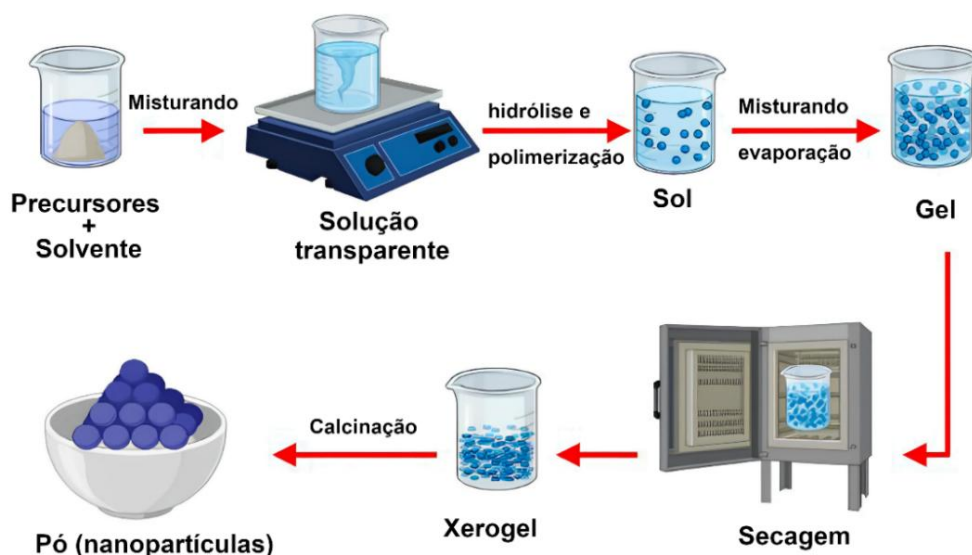 Precursores
+
Solvente
Misturando
Solução
transparente
hidrólise e
polimerização
Sol
Misturando
evaporação
Gel
Secagem
Xerogel
Calcinação
Pó (nanopartículas)